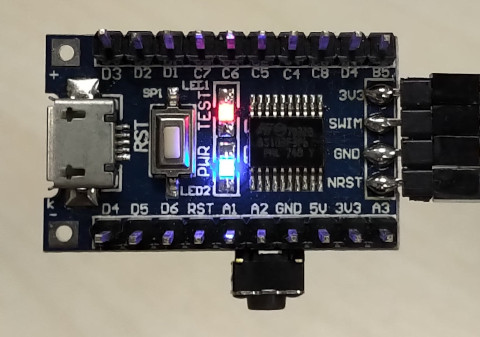 D3 D2 D1 C7 C6 C5 C4 C8 D4 B5
+
SP1
LED1
TEST
RST
PWR
LED2
3V3
SWIM
GND
NRST
-
D4 D5 D6 RST A1 A2 GND 5V 3V3 A3